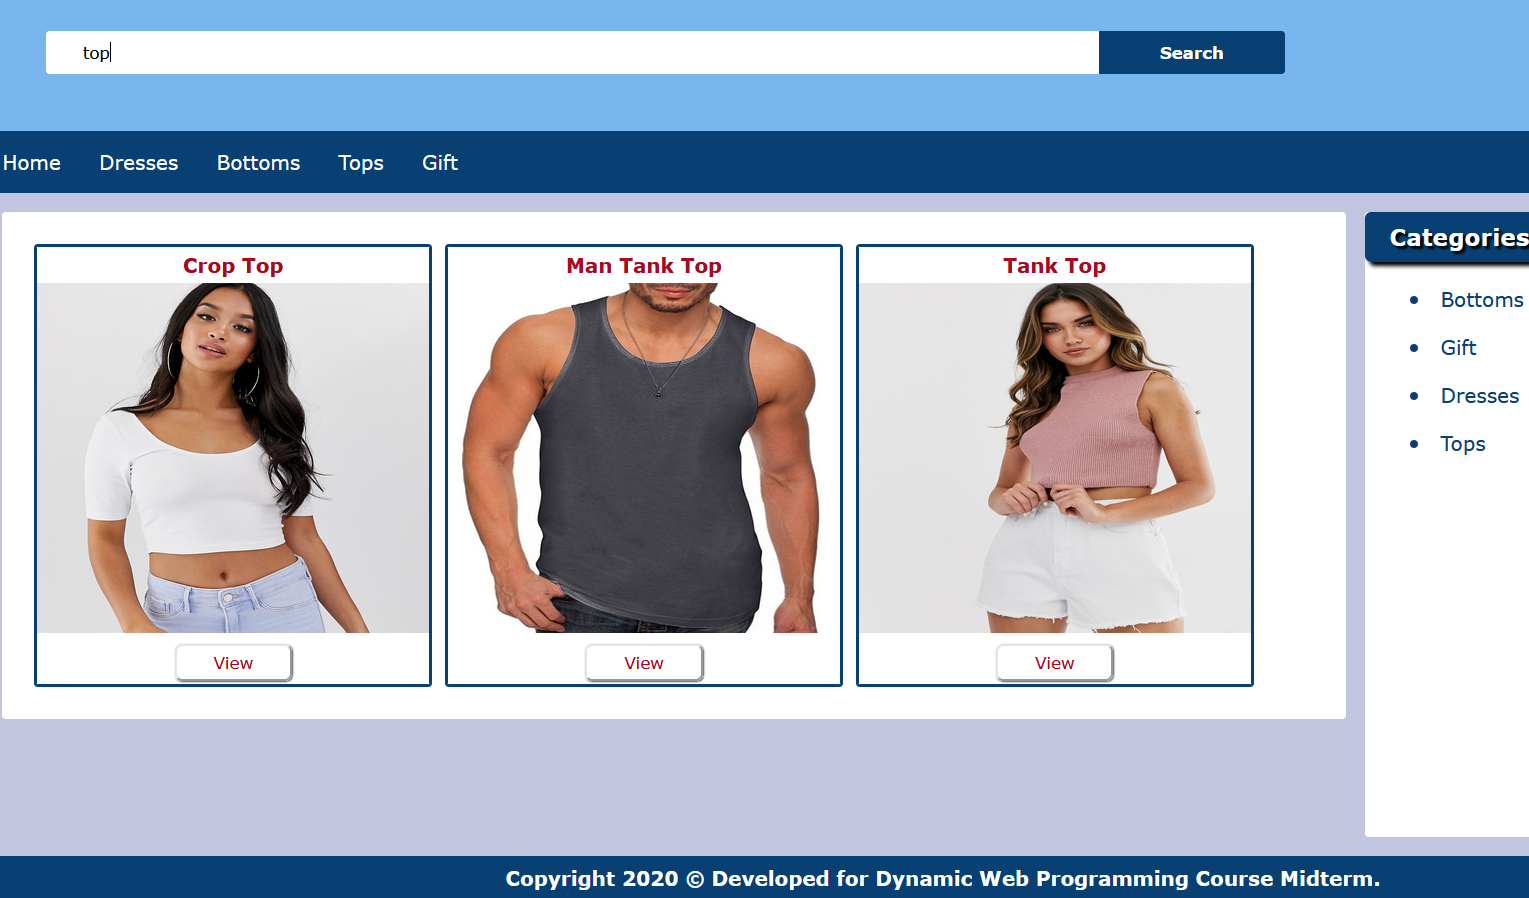 top
Search
Home Dresses Bottoms Tops Gift
Crop Top
View
Man Tank Top
View
Tank Top
View
Categories
Bottoms
Gift
Dresses
Tops
Copyright 2020 © Developed for Dynamic Web Programming Course Midterm.